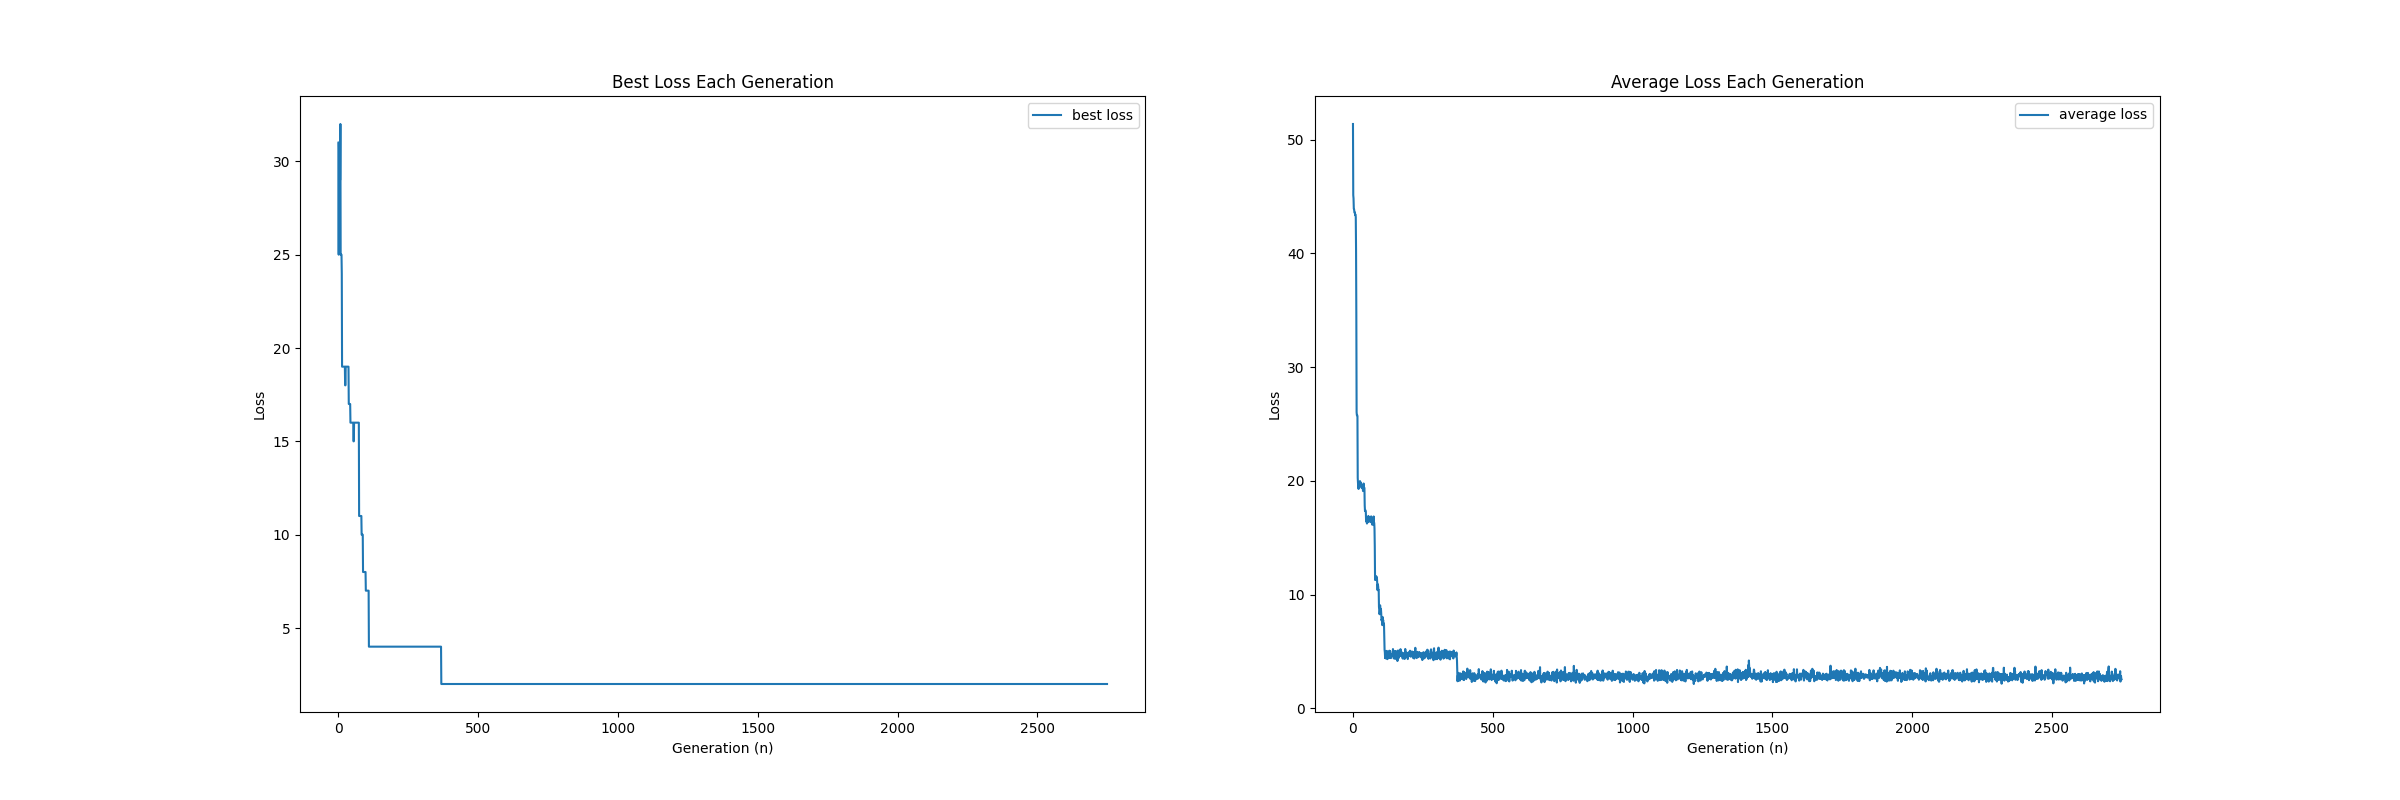 Best Loss Each Generation
best loss
30
25
20
15
10
5
Loss
0 500 1000 1500 2000 2500
Generation (n)
Average Loss Each Generation
average loss
50
40
30
20
10
0
Loss
0 500 1000 1500 2000 2500
Generation (n)